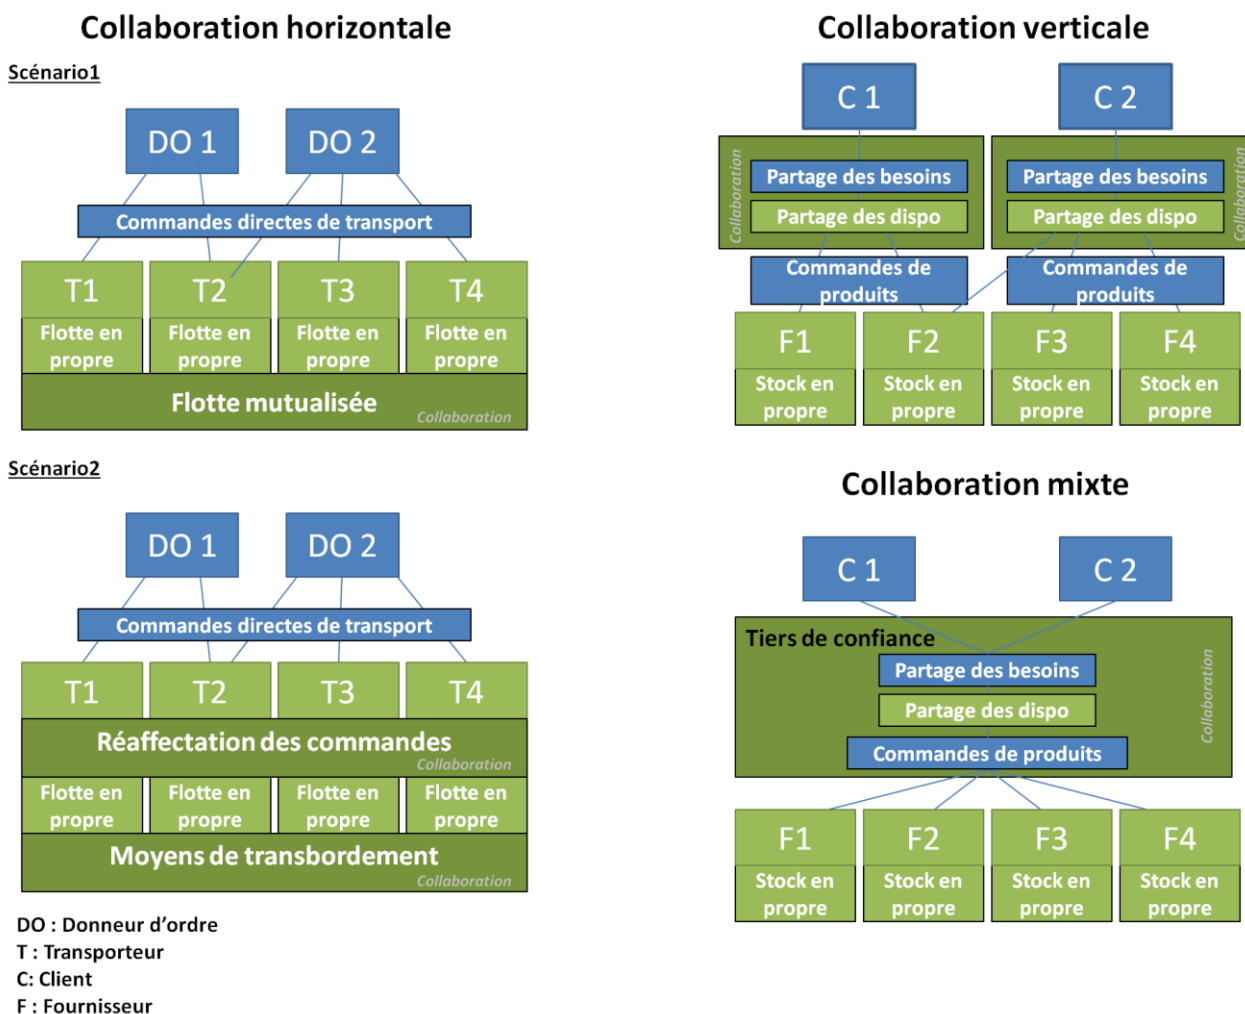 Collaboration horizontale
Scénario1
DO 1
DO 2
Commandes directes de transport
T1
T2
T3
T4
Flotte en propre
Flotte en propre
Flotte en propre
Flotte en propre
Flotte mutualisée
Collaboration
Scénario2
DO 1
DO 2
Commandes directes de transport
T1
T2
T3
T4
Réaffectation des commandes
Collaboration
Flotte en propre
Flotte en propre
Flotte en propre
Flotte en propre
Moyens de transbordement
Collaboration
DO : Donneur d'ordre
T : Transporteur
C: Client
F : Fournisseur
Collaboration verticale
C 1
C 2
Collaboration
Partage des besoins
Partage des dispo
Collaboration
Partage des besoins
Partage des dispo
Commandes de produits
Commandes de produits
F1
F2
F3
F4
Stock en propre
Stock en propre
Stock en propre
Stock en propre
Collaboration mixte
C 1
C 2
Tiers de confiance
Partage des besoins
Partage des dispo
Commandes de produits
Collaboration
F1
F2
F3
F4
Stock en propre
Stock en propre
Stock en propre
Stock en propre